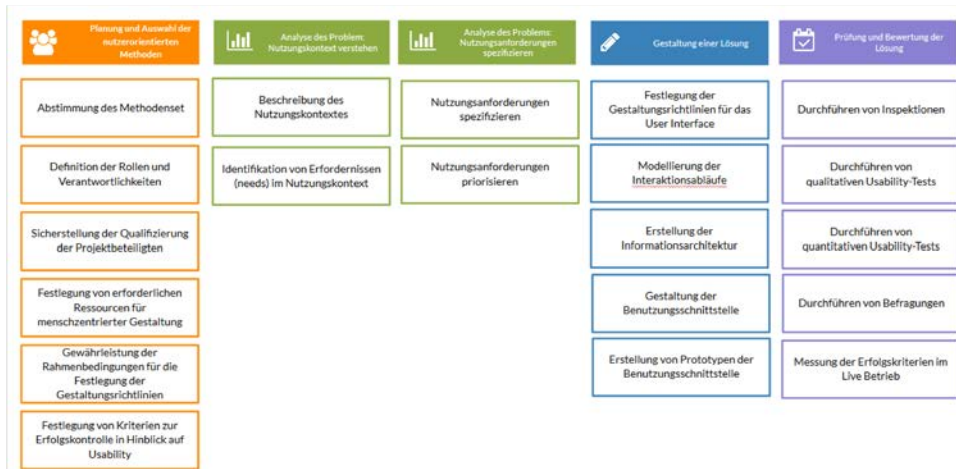 Planung und Auswahl der
nutzerorientierten
Methoden
Abstimmung des Methodenset
Definition der Rollen und
Verantwortlichkeiten
Sicherstellung der Qualifizierung
der Projektbeteiligten
Festlegung von erforderlichen
Ressourcen für
menschzentrierter Gestaltung
Gewährleistung der
Rahmenbedingungen für die
Festlegung der
Gestaltungsrichtlinien
Festlegung von Kriterien zur
Erfolgskontrolle in Hinblick auf
Usability
Analyse des Problem:
Nutzungskontext verstehen
Beschreibung des
Nutzungskontextes
Identifikation von Erfordernissen
(needs) im Nutzungskontext
Analyse des Problems:
Nutzungsanforderungen
spezifizieren
Nutzungsanforderungen
spezifizieren
Nutzungsanforderungen
priorisieren
Gestaltung einer Lösung
Festlegung der
Gestaltungsrichtlinien für das
User Interface
Modellierung der
Interaktionsabläufe
Erstellung der
Informationsarchitektur
Gestaltung der
Benutzungsschnittstelle
Erstellung von Prototypen der
Benutzungsschnittstelle
Prüfung und Bewertung der
Lösung
Durchführen von Inspektionen
Durchführen von
qualitativen Usability-Tests
Durchführen von
quantitativen Usability-Tests
Durchführen von Befragungen
Messung der Erfolgskriterien im
Live Betrieb